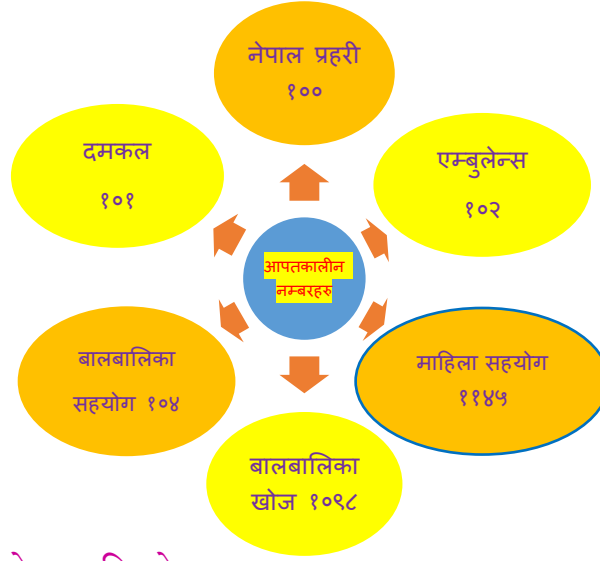 नेपाल प्रहरी
१००
दमकल
१०१
एम्बुलेन्स
१०२
आपतकालीन
नम्बरहरु
बालबालिका
सहयोग १०४
माहिला सहयोग
११४५
बालबालिका
खोज १०९८